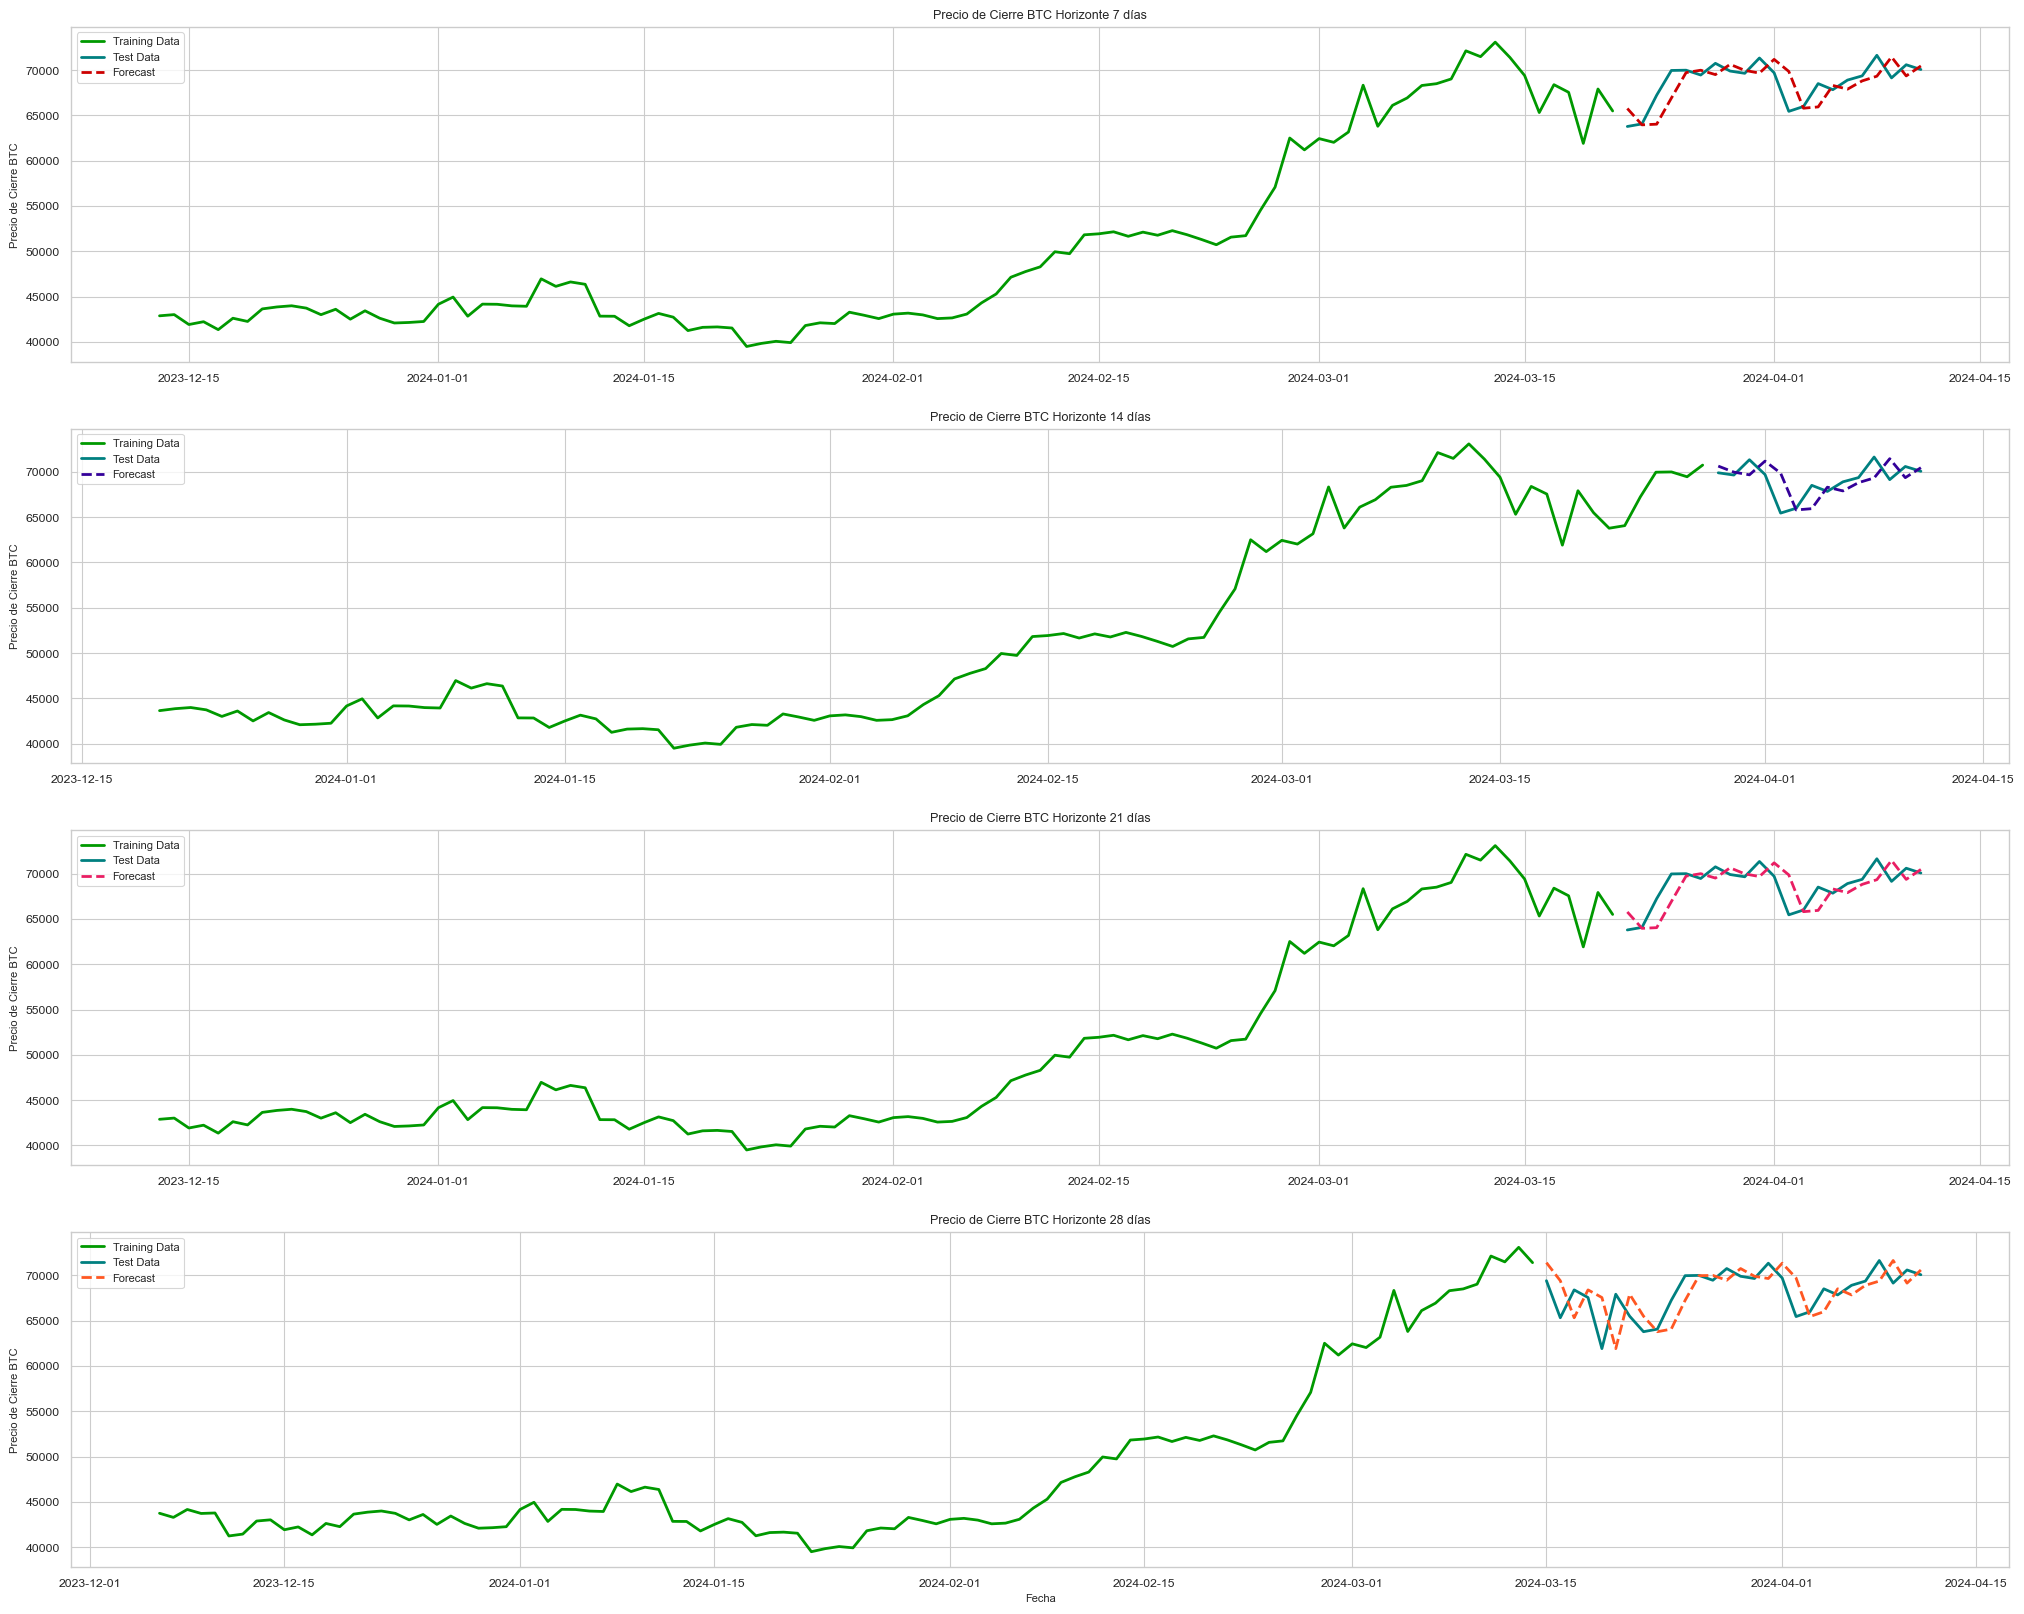 Precio de Cierre BTC Horizonte 7 días
Training Data
Test Data
Forecast
Precio de Cierre BTC
70000
65000
60000
55000
50000
45000
40000
2023-12-15 2024-01-01 2024-01-15 2024-02-01 2024-02-15 2024-03-01 2024-03-15 2024-04-01 2024-04-15
Precio de Cierre BTC Horizonte 14 días
Training Data
Test Data
Forecast
Precio de Cierre BTC
70000
65000
60000
55000
50000
45000
40000
2023-12-15 2024-01-01 2024-01-15 2024-02-01 2024-02-15 2024-03-01 2024-03-15 2024-04-01 2024-04-15
Precio de Cierre BTC Horizonte 21 días
Training Data
Test Data
Forecast
Precio de Cierre BTC
70000
65000
60000
55000
50000
45000
40000
2023-12-15 2024-01-01 2024-01-15 2024-02-01 2024-02-15 2024-03-01 2024-03-15 2024-04-01 2024-04-15
Precio de Cierre BTC Horizonte 28 días
Training Data
Test Data
Forecast
Precio de Cierre BTC
70000
65000
60000
55000
50000
45000
40000
2023-12-01 2023-12-15 2024-01-01 2024-01-15 2024-02-01 2024-02-15 2024-03-01 2024-03-15 2024-04-01 2024-04-15
Fecha